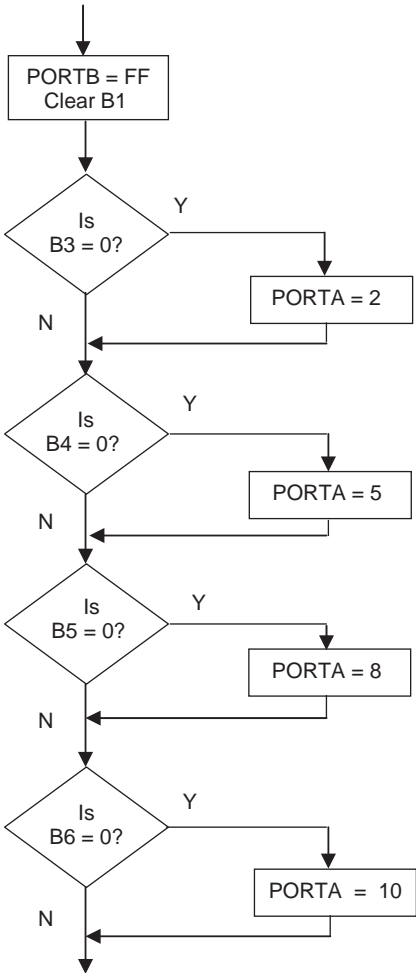 PORTB = FF
Clear B1
Is
B3 = 0?
Y
PORTA = 2
N
Is
B4 = 0?
Y
PORTA = 5
N
Is
B5 = 0?
Y
PORTA = 8
N
Is
B6 = 0?
Y
PORTA = 10
N